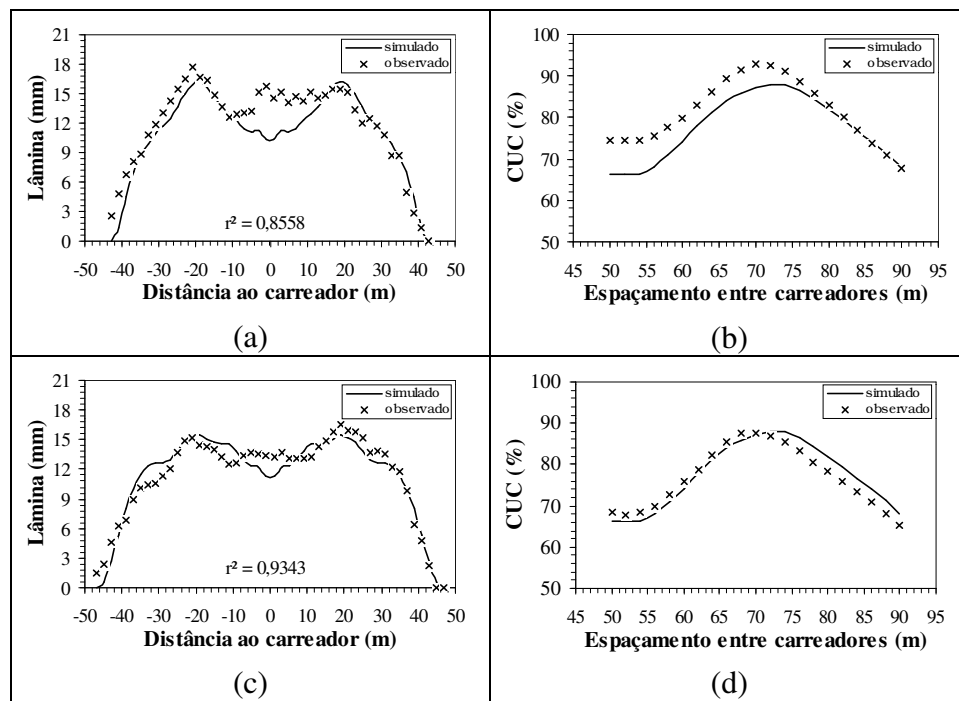 21
18
15
12
9
6
3
0
Lâmina (mm)
simulado
observado
r² = 0,8558
-50 -40 -30 -20 -10 0 10 20 30 40 50
Distância ao carreador (m)
(a)
100
90
80
70
60
50
CUC (%)
simulado
observado
45 50 55 60 65 70 75 80 85 90 95
Espaçamento entre carreadores (m)
(b)
21
18
15
12
9
6
3
0
Lâmina (mm)
simulado
observado
r² = 0,9343
-50 -40 -30 -20 -10 0 10 20 30 40 50
Distância ao carreador (m)
(c)
100
90
80
70
60
50
CUC (%)
simulado
observado
45 50 55 60 65 70 75 80 85 90 95
Espaçamento entre carreadores (m)
(d)